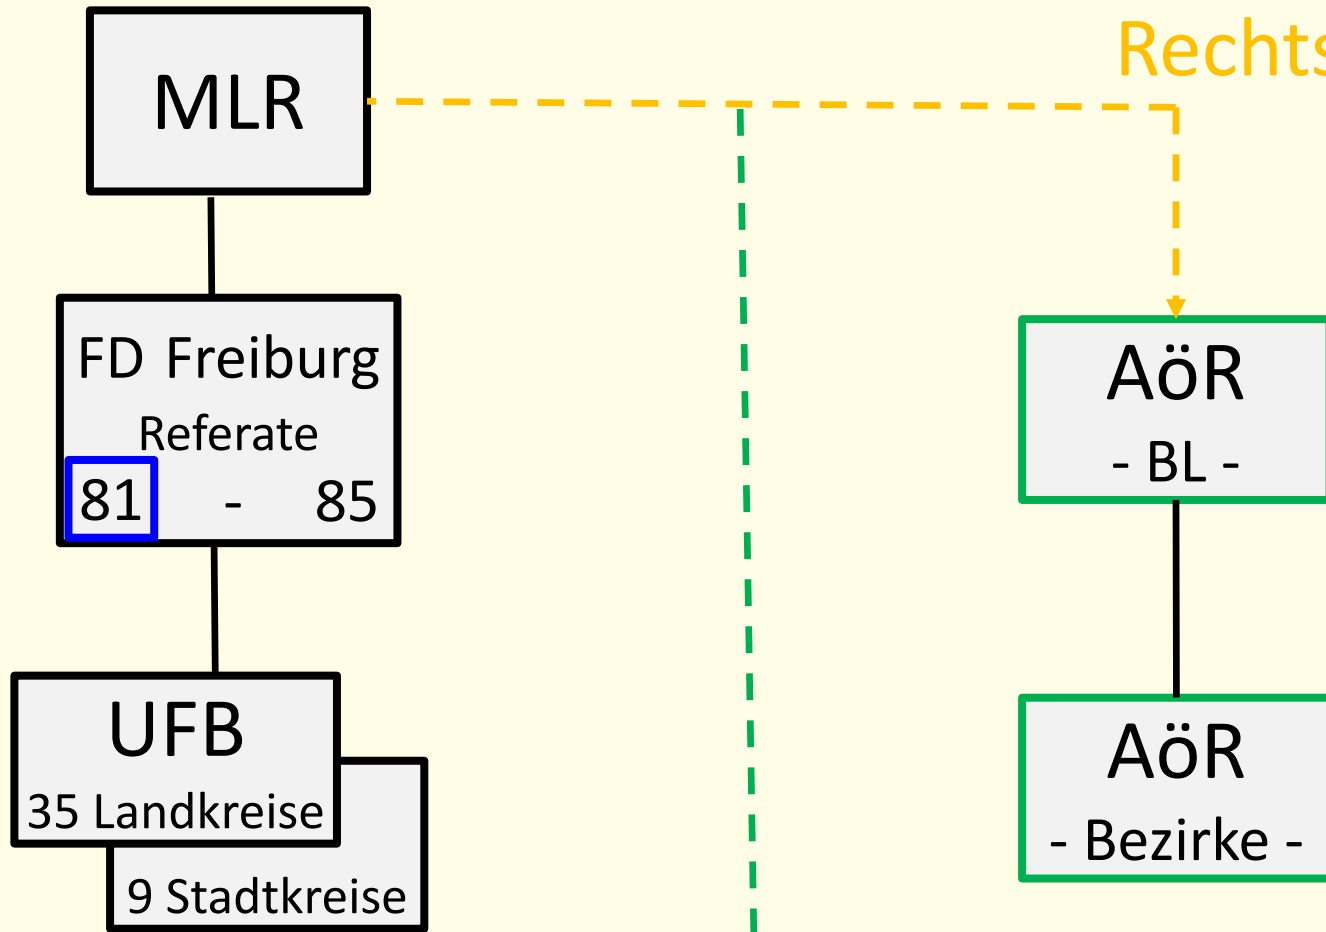 Rechts
MLR
FD Freiburg
Referate
81 - 85
AöR
- BL -
UFB
35 Landkreise
9 Stadtkreise
AöR
- Bezirke -